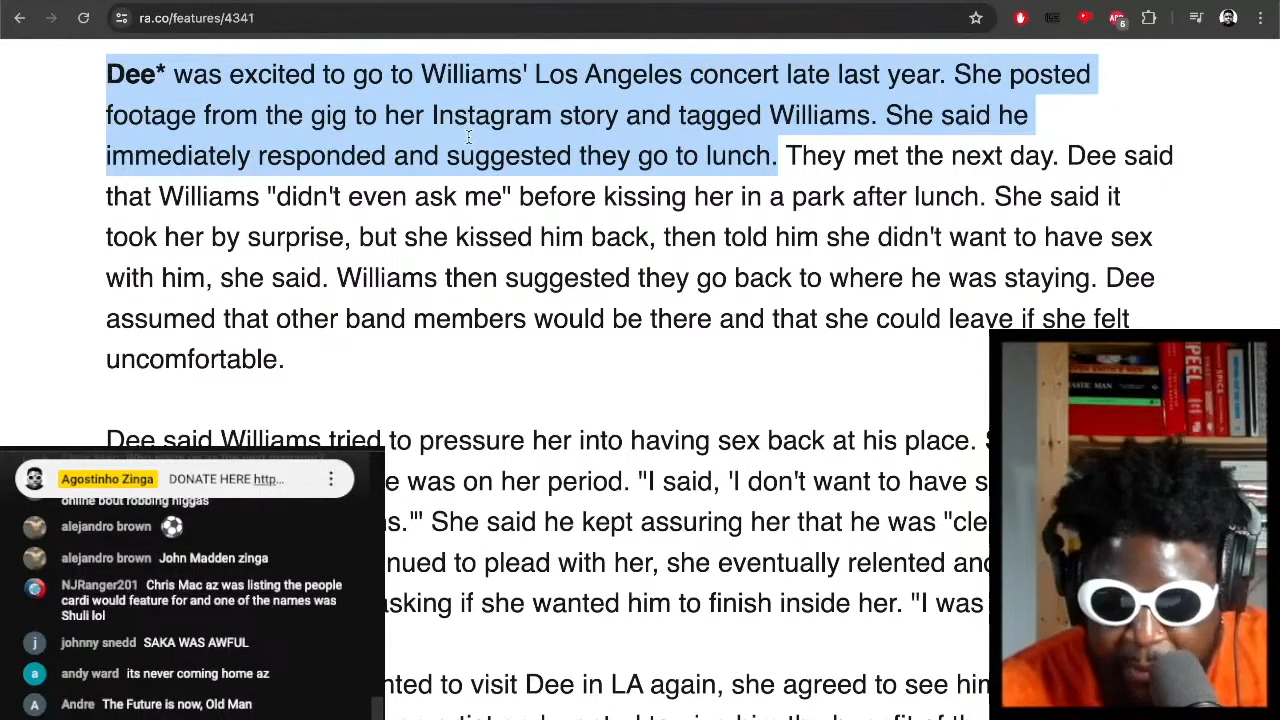 ra.co/features/4341
Dee* was excited to go to Williams' Los Angeles concert late last year. She posted
footage from the gig to her Instagram story and tagged Williams. She said he
immediately responded and suggested they go to lunch. They met the next day. Dee said
that Williams "didn't even ask me" before kissing her in a park after lunch. She said it
took her by surprise, but she kissed him back, then told him she didn't want to have sex
with him, she said. Williams then suggested they go back to where he was staying. Dee
assumed that other band members would be there and that she could leave if she felt
uncomfortable.
Dee said Williams tried to pressure her into having sex back at his place.
e was on her period. "I said, 'I don't want to have s
s.'" She said he kept assuring her that he was "cle
nued to plead with her, she eventually relented and
asking if she wanted him to finish inside her. "I was
nted to visit Dee in LA again, she agreed to see him
Agostinho Zinga DONATE HERE http...
online bout robbing niggas
alejandro brown
alejandro brown John Madden zinga
NJRanger201 Chris Mac az was listing the people
cardi would feature for and one of the names was
Shuli lol
j johnny snedd SAKA WAS AWFUL
a andy ward its never coming home az
A Andre The Future is now, Old Man
PEEL
SPICE